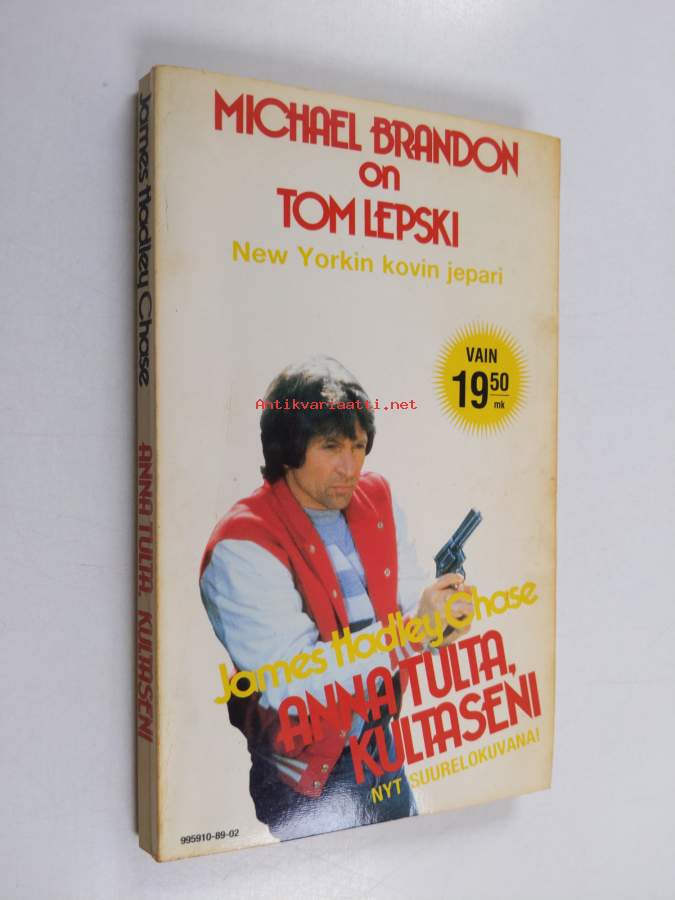 MICHAEL BRANDON
on
TOM LEPSKI
New Yorkin kovin jepari
VAIN
19 50
mk
Antikvariaatti.net
James Hadley Chase
ANNA TULTA,
KULTASENI
NYT SUURELOKUVANA!
995910-89-02
James Hadley Chase ANNA TULTA, KULTASENI